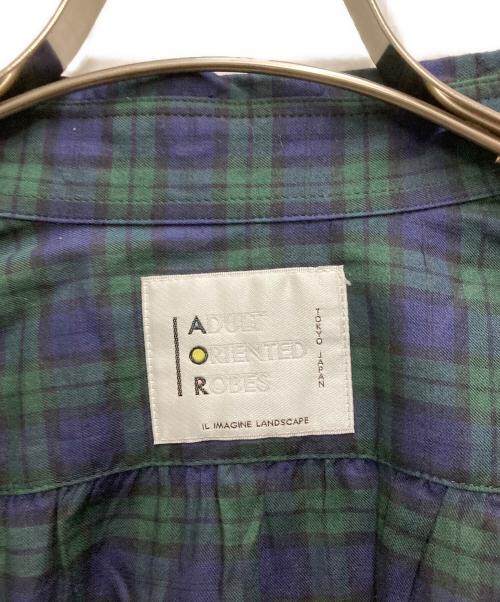 ADULT
ORIENTED
ROBES
TOKYO JAPAN
IL IMAGINE LANDSCAPE